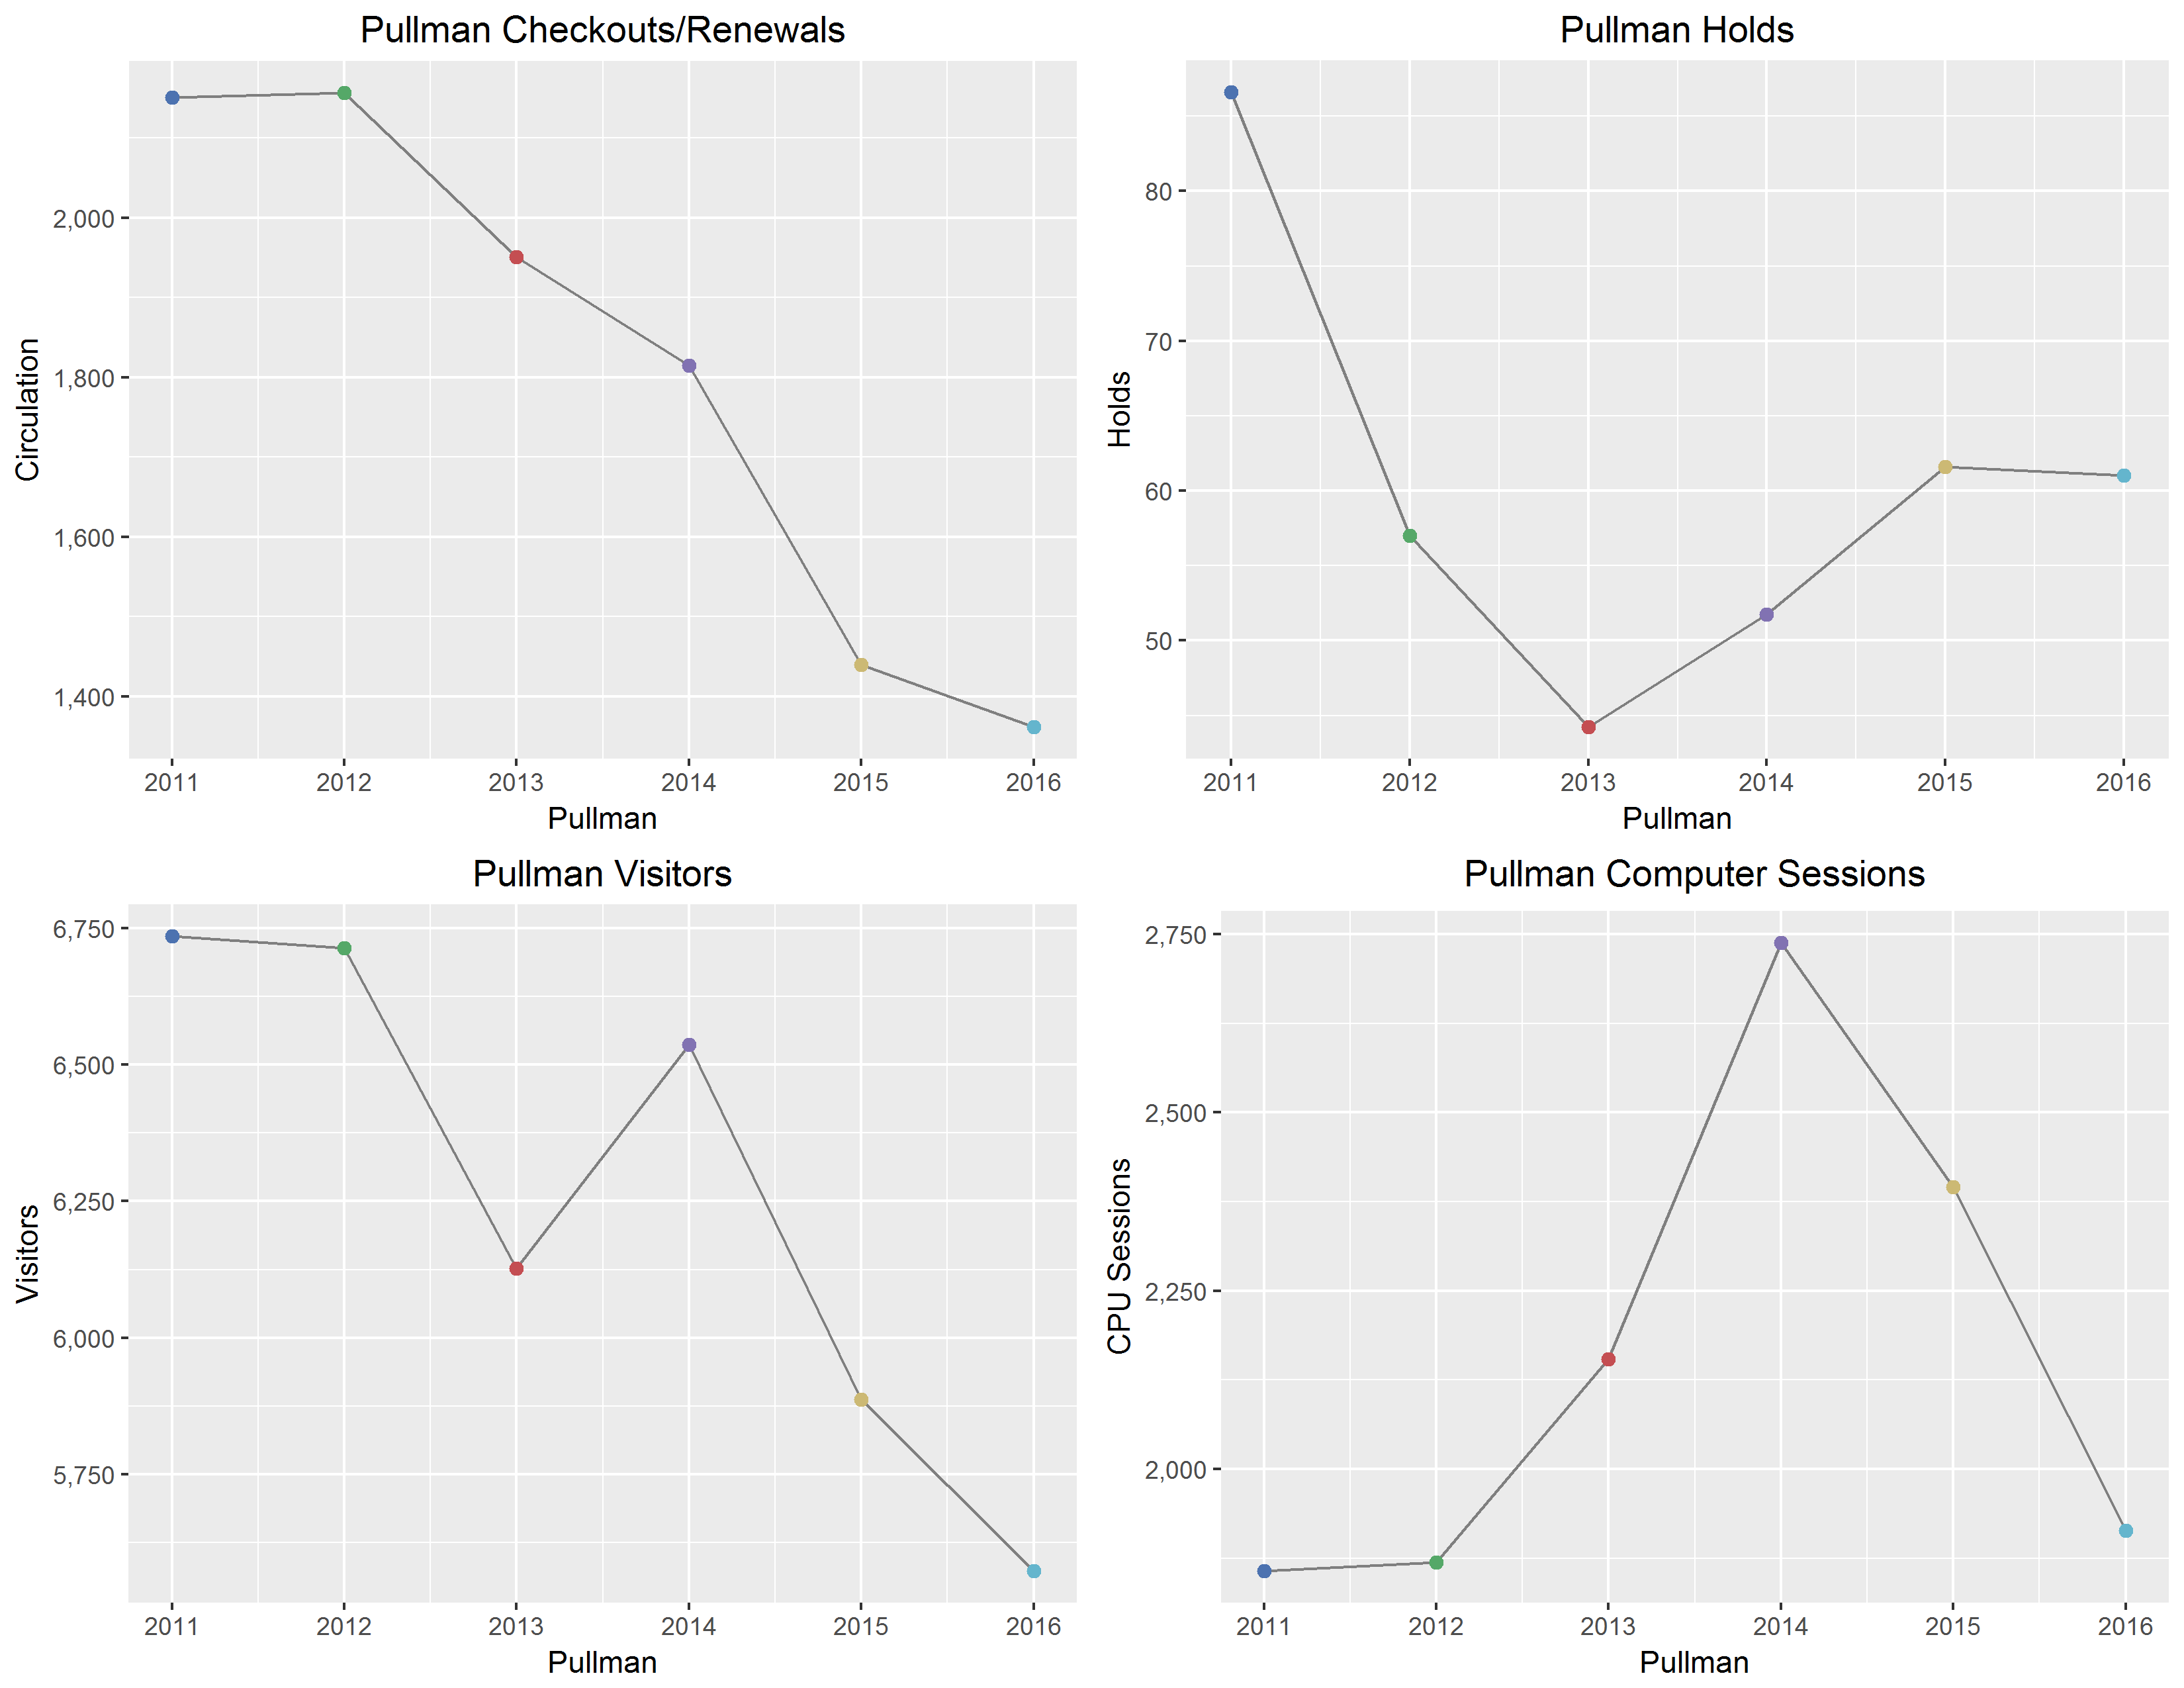 Pullman Checkouts/Renewals
Circulation
2,000
1,800
1,600
1,400
2011 2012 2013 2014 2015 2016
Pullman
Pullman Holds
Holds
80
70
60
50
2011 2012 2013 2014 2015 2016
Pullman
Pullman Visitors
Visitors
6,750
6,500
6,250
6,000
5,750
2011 2012 2013 2014 2015 2016
Pullman
Pullman Computer Sessions
CPU Sessions
2,750
2,500
2,250
2,000
2011 2012 2013 2014 2015 2016
Pullman